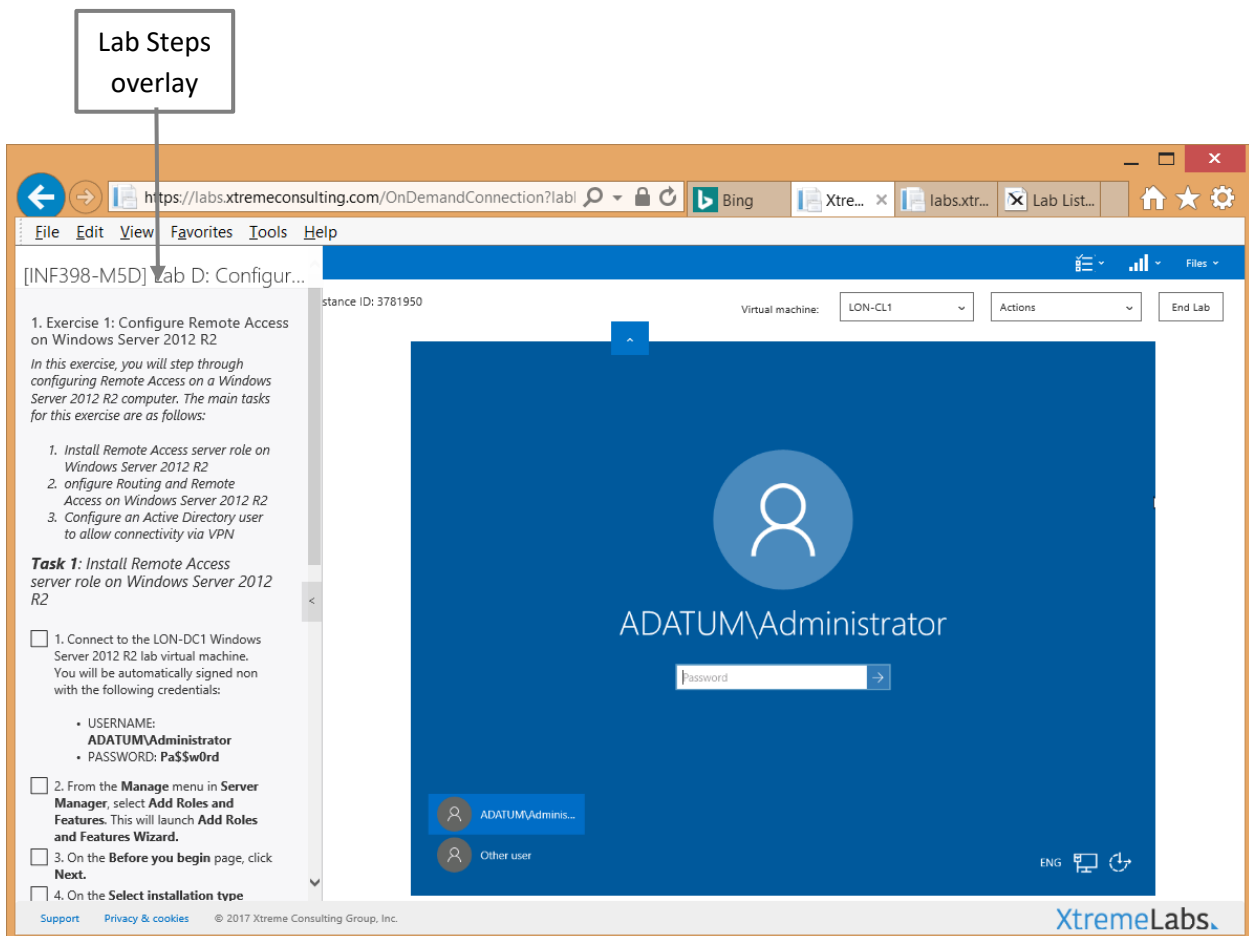 Lab Steps
overlay
https://labs.xtremeconsulting.com/OnDemandConnection?labI
Bing
Xtre...
labs.xtr...
Lab List...
File Edit View Favorites Tools Help
[INF398-M5D] Lab D: Configur...
Files
stance ID: 3781950
Virtual machine:
LON-CL1
Actions
End Lab
1. Exercise 1: Configure Remote Access
on Windows Server 2012 R2
In this exercise, you will step through
configuring Remote Access on a Windows
Server 2012 R2 computer. The main tasks
for this exercise are as follows:
1. Install Remote Access server role on
Windows Server 2012 R2
2. onfigure Routing and Remote
Access on Windows Server 2012 R2
3. Configure an Active Directory user
to allow connectivity via VPN
Task 1: Install Remote Access
server role on Windows Server 2012
R2
1. Connect to the LON-DC1 Windows
Server 2012 R2 lab virtual machine.
You will be automatically signed non
with the following credentials:
• USERNAME:
ADATUM\Administrator
• PASSWORD: Pa$$w0rd
2. From the Manage menu in Server
Manager, select Add Roles and
Features. This will launch Add Roles
and Features Wizard.
3. On the Before you begin page, click
Next.
4. On the Select installation type
ADATUM\Administrator
Password
ADATUM\Adminis...
Other user
ENG
Support Privacy & cookies © 2017 Xtreme Consulting Group, Inc.
XtremeLabs.